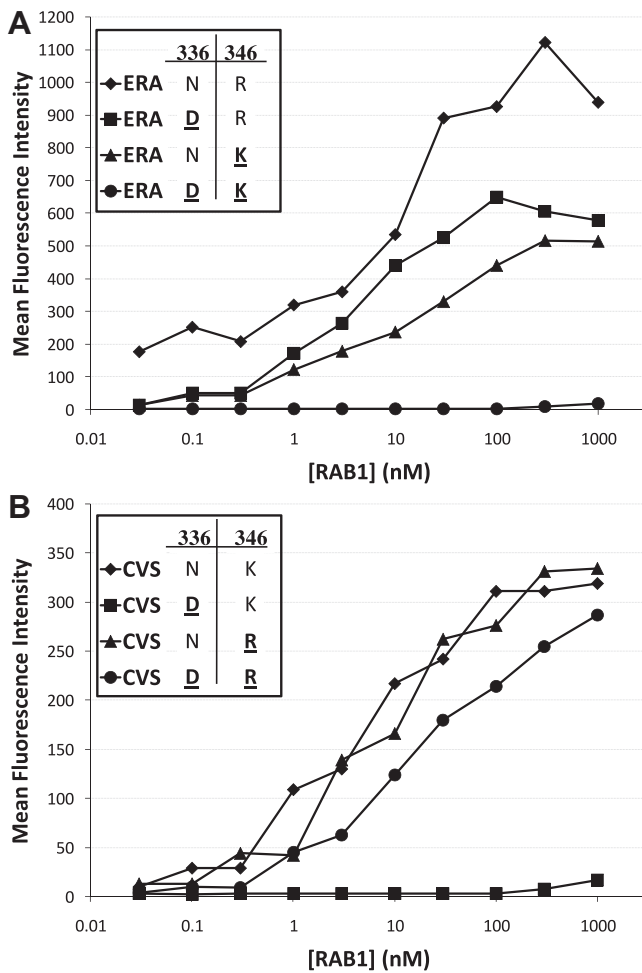 A
1200
1100
1000
900
800
700
600
500
400
300
200
100
0
Mean Fluorescence Intensity
336 346
ERA N R
ERA D R
ERA N K
ERA D K
0.01 0.1 1 10 100 1000
[RAB1] (nM)
B
400
350
300
250
200
150
100
50
0
Mean Fluorescence Intensity
336 346
CVS N K
CVS D K
CVS N R
CVS D R
0.01 0.1 1 10 100 1000
[RAB1] (nM)